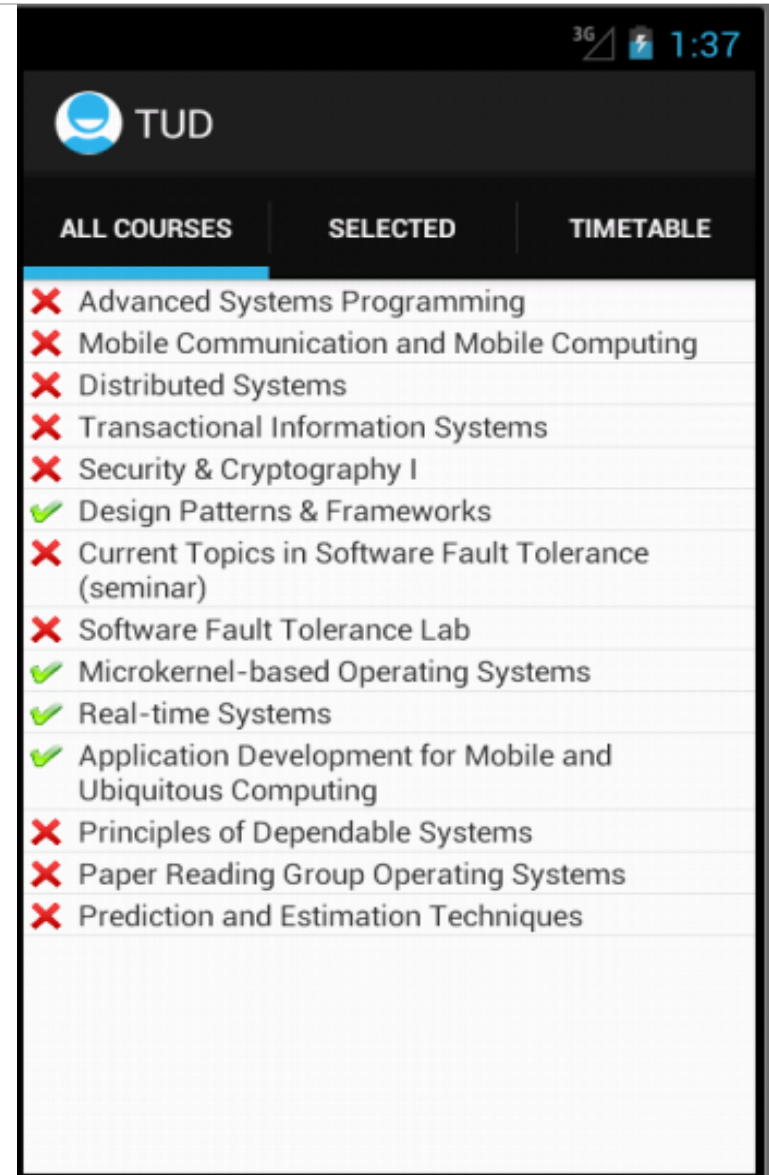 3G 1:37
TUD
ALL COURSES SELECTED TIMETABLE
Advanced Systems Programming
Mobile Communication and Mobile Computing
Distributed Systems
Transactional Information Systems
Security & Cryptography I
Design Patterns & Frameworks
Current Topics in Software Fault Tolerance
(seminar)
Software Fault Tolerance Lab
Microkernel-based Operating Systems
Real-time Systems
Application Development for Mobile and
Ubiquitous Computing
Principles of Dependable Systems
Paper Reading Group Operating Systems
Prediction and Estimation Techniques